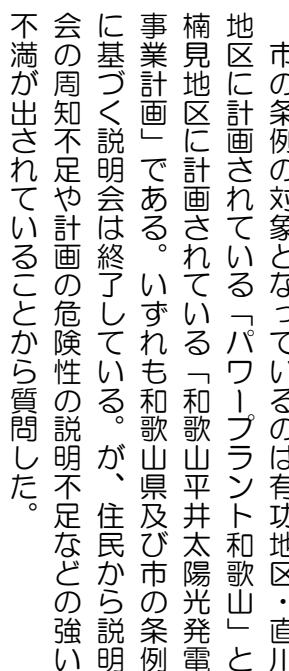 市の条例の対象となっているのは有功地区・直川
地区に計画されている「パワープラント和歌山」と
楠見地区に計画されている「和歌山平井太陽光発電
事業計画」である。いずれも和歌山県及び市の条例
に基づく説明会は終了している。が、住民から説明
会の周知不足や計画の危険性の説明不足などの強い
不満が出されていることから質問した。